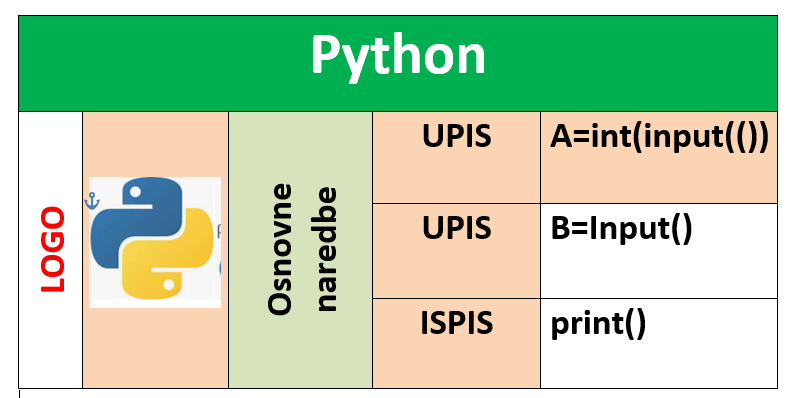 Python
LOGO
Osnovne
naredbe
UPIS
A=int(input(())
UPIS
B=Input()
ISPIS
print()